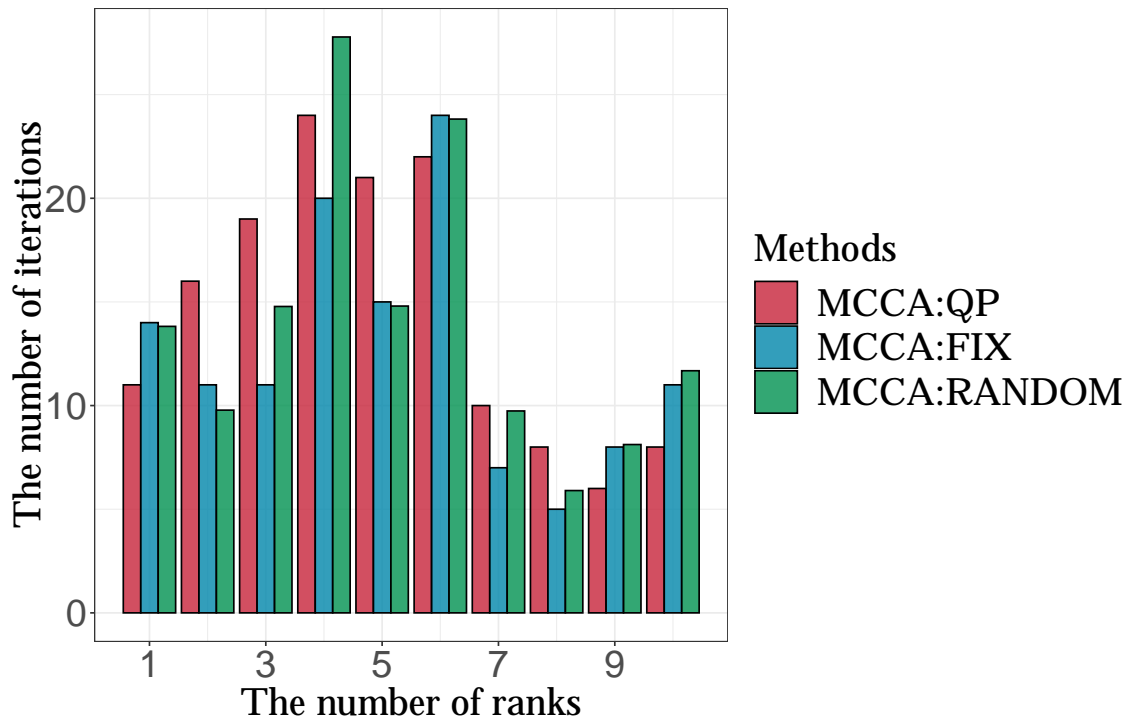 The number of iterations
20
10
0
1 3 5 7 9
The number of ranks
Methods
MCCA:QP
MCCA:FIX
MCCA:RANDOM